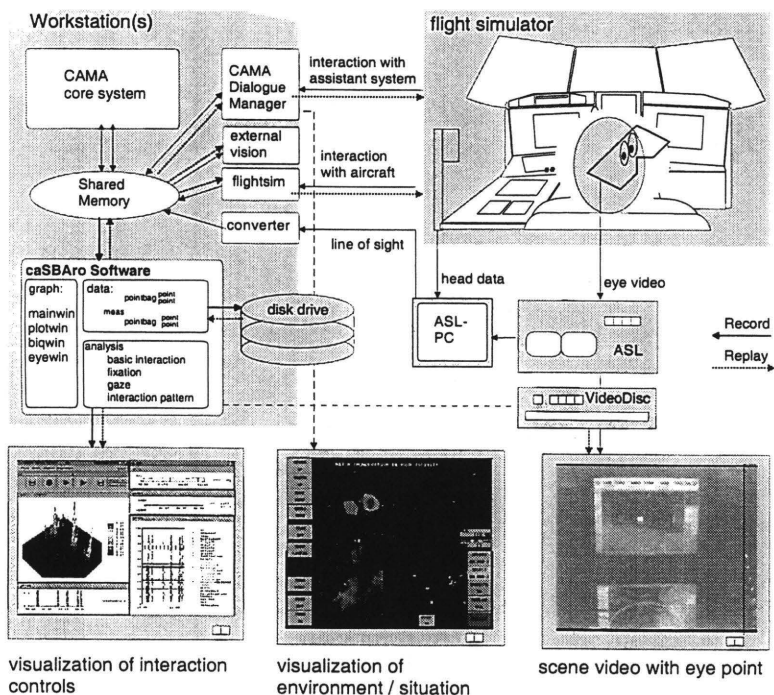 Workstation(s)
flight simulator
CAMA
core system
CAMA
Dialogue
Manager
interaction with
assistant system
external
vision
interaction
with aircraft
Shared
Memory
flightsim
converter
line of sight
caSBAro Software
graph:
mainwin
plotwin
biqwin
eyewin
data:
pointbag point
point
meas
pointbag point
point
analysis
basic interaction
fixation
gaze
interaction pattern
disk drive
head data
eye video
ASL-
PC
ASL
VideoDisc
Record
Replay
visualization of interaction
controls
visualization of
environment / situation
scene video with eye point